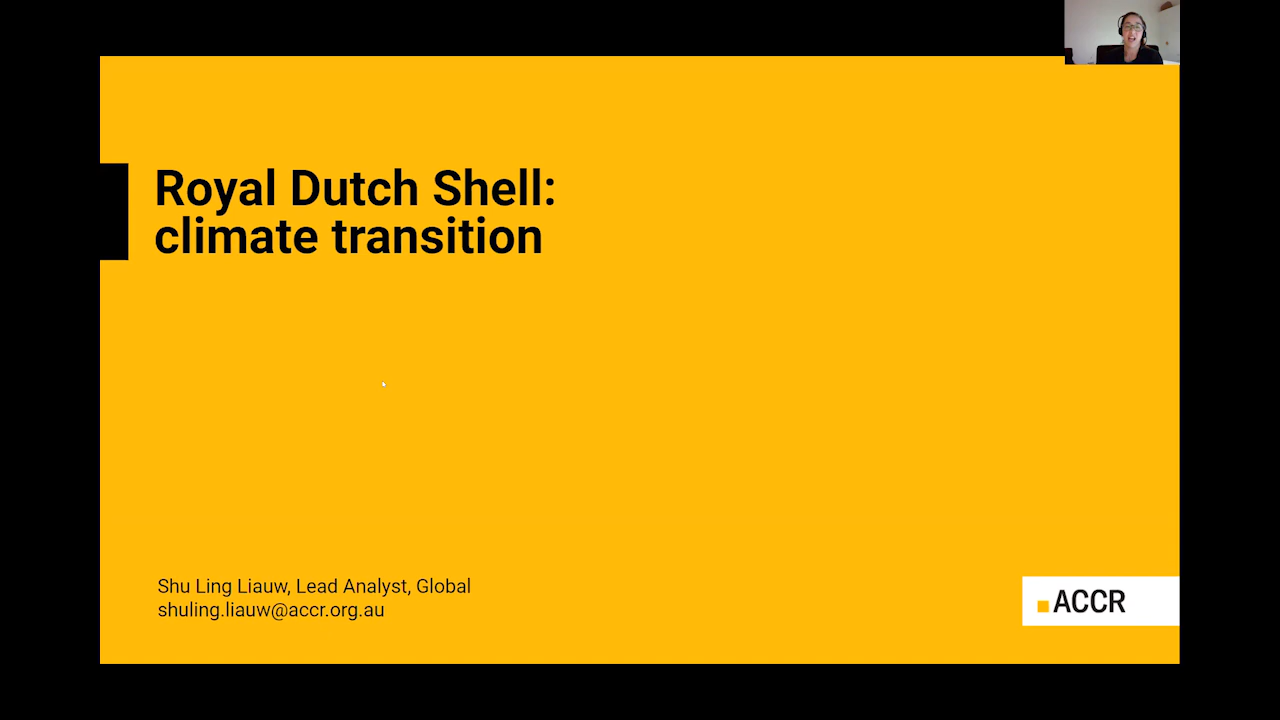 Royal Dutch Shell:
climate transition
Shu Ling Liauw, Lead Analyst, Global
shuling.liauw@accr.org.au
ACCR